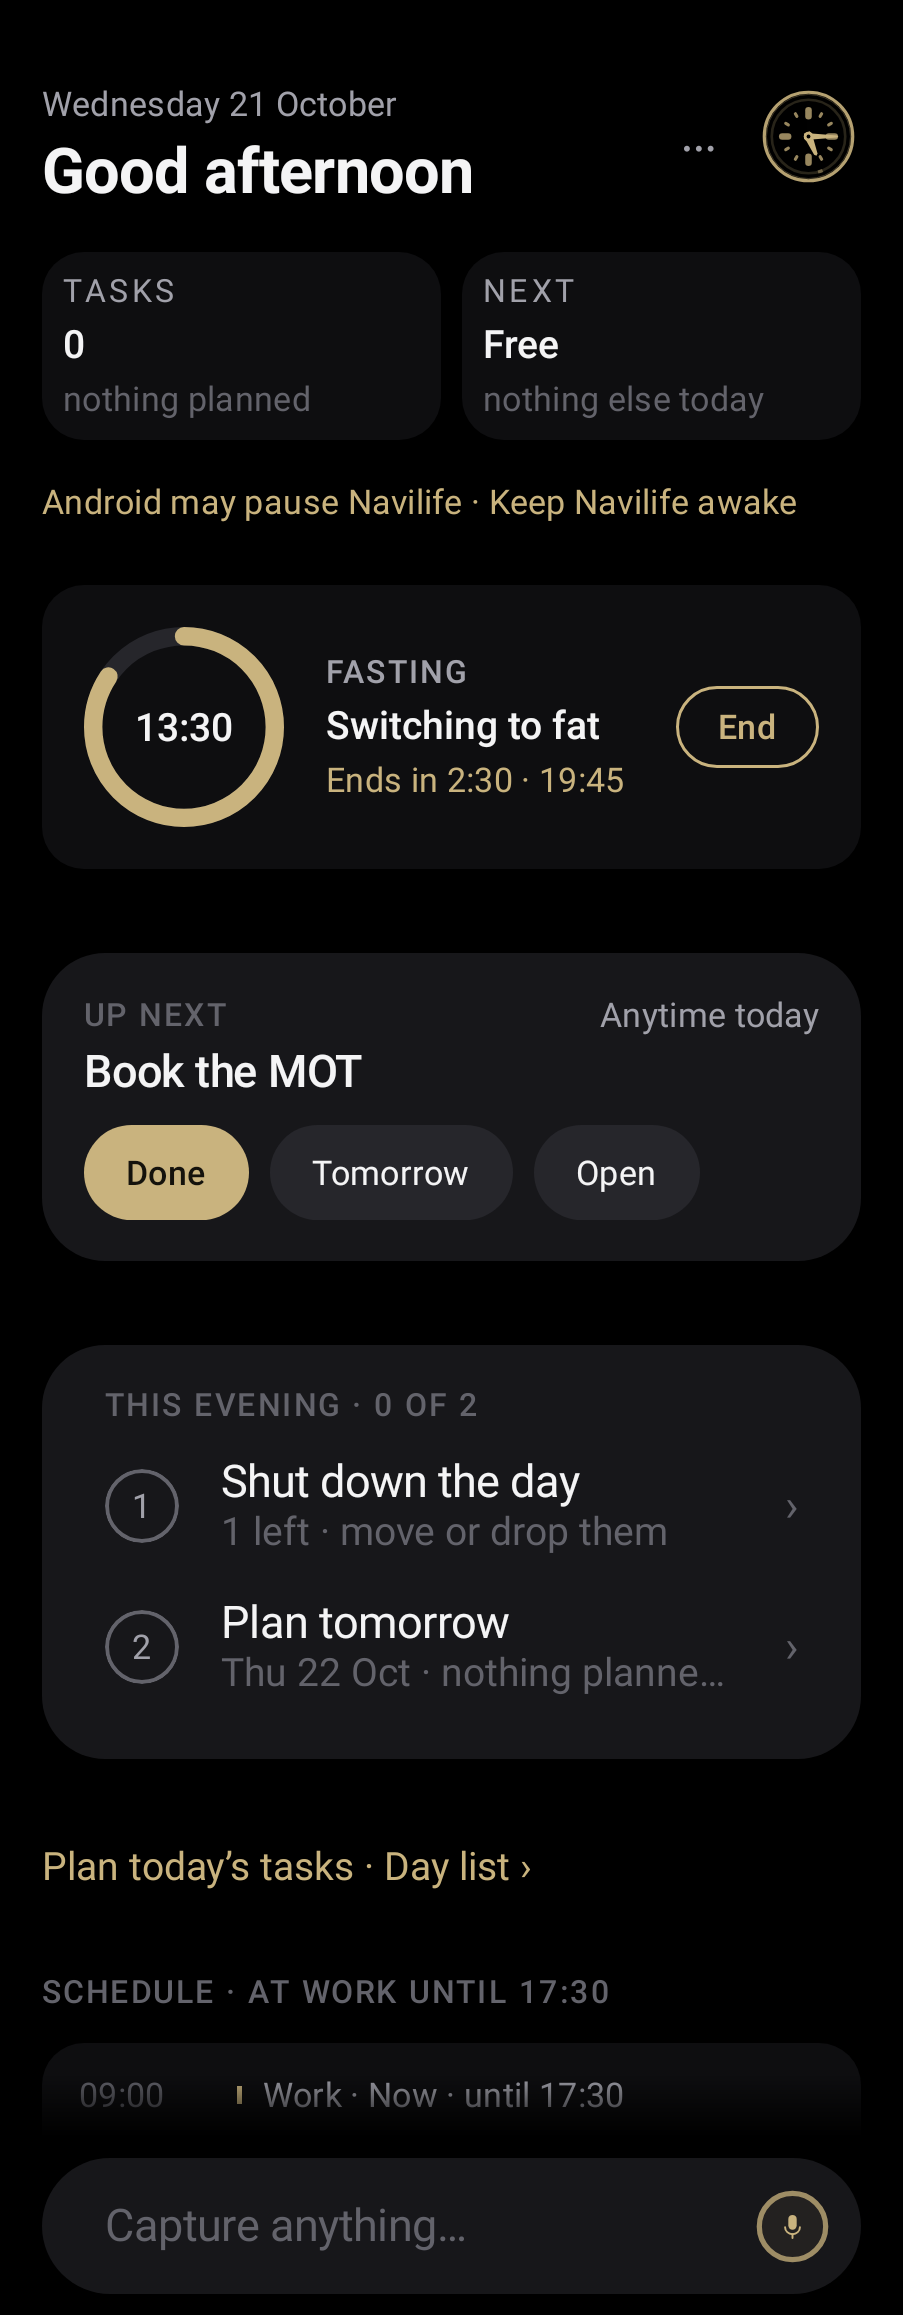 Wednesday 21 October
Good afternoon
...
TASKS
0
nothing planned
NEXT
Free
nothing else today
Android may pause Navilife · Keep Navilife awake
13:30
FASTING
Switching to fat
Ends in 2:30 · 19:45
End
UP NEXT
Anytime today
Book the MOT
Done
Tomorrow
Open
THIS EVENING · 0 OF 2
1
Shut down the day
1 left · move or drop them
›
2
Plan tomorrow
Thu 22 Oct · nothing planne...
›
Plan today’s tasks · Day list ›
SCHEDULE · AT WORK UNTIL 17:30
09:00
Work · Now · until 17:30
Capture anything...